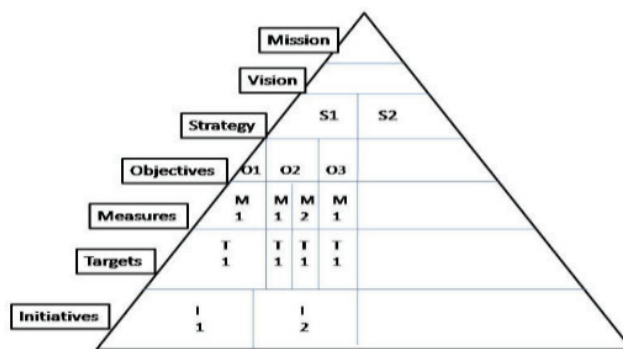 Mission
Vision
S1 S2
Strategy
Objectives O1 O2 O3
M M M M
Measures 1 1 2 1
T T T T
Targets 1 1 1 1
I I
Initiatives 1 2